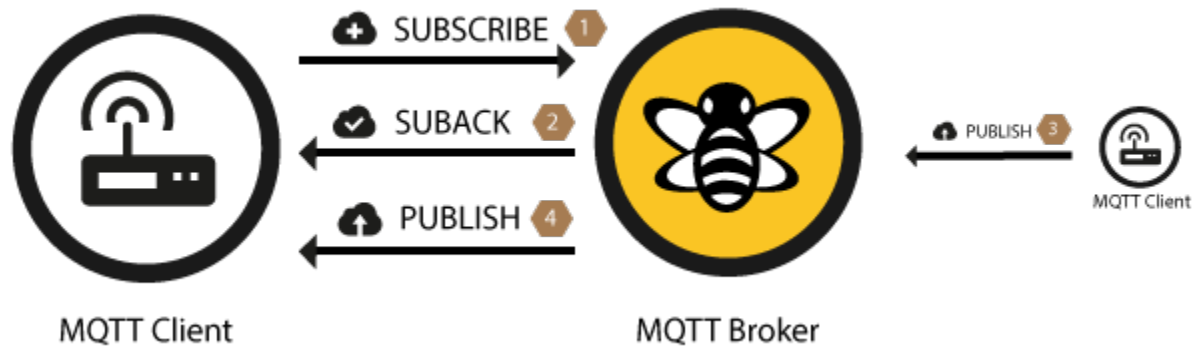 SUBSCRIBE 1
SUBACK 2
PUBLISH 3
PUBLISH 4
MQTT Client
MQTT Client
MQTT Broker